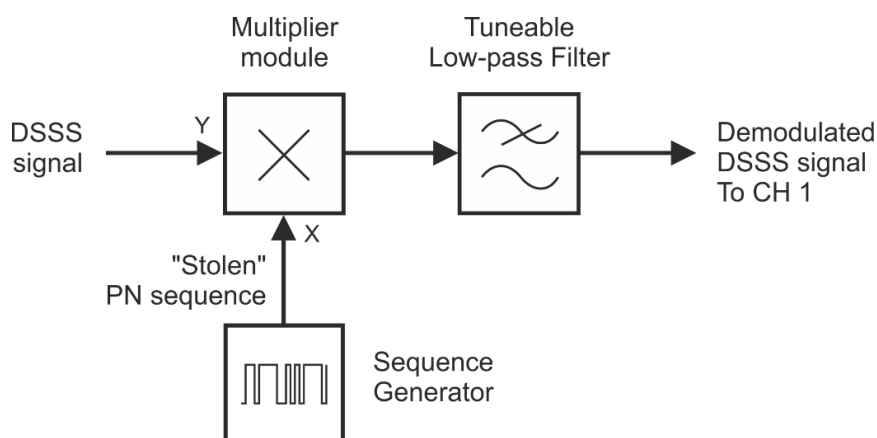 Multiplier
module
Tuneable
Low-pass Filter
DSSS
signal
Y
Demodulated
DSSS signal
To CH 1
X
"Stolen"
PN sequence
Sequence
Generator